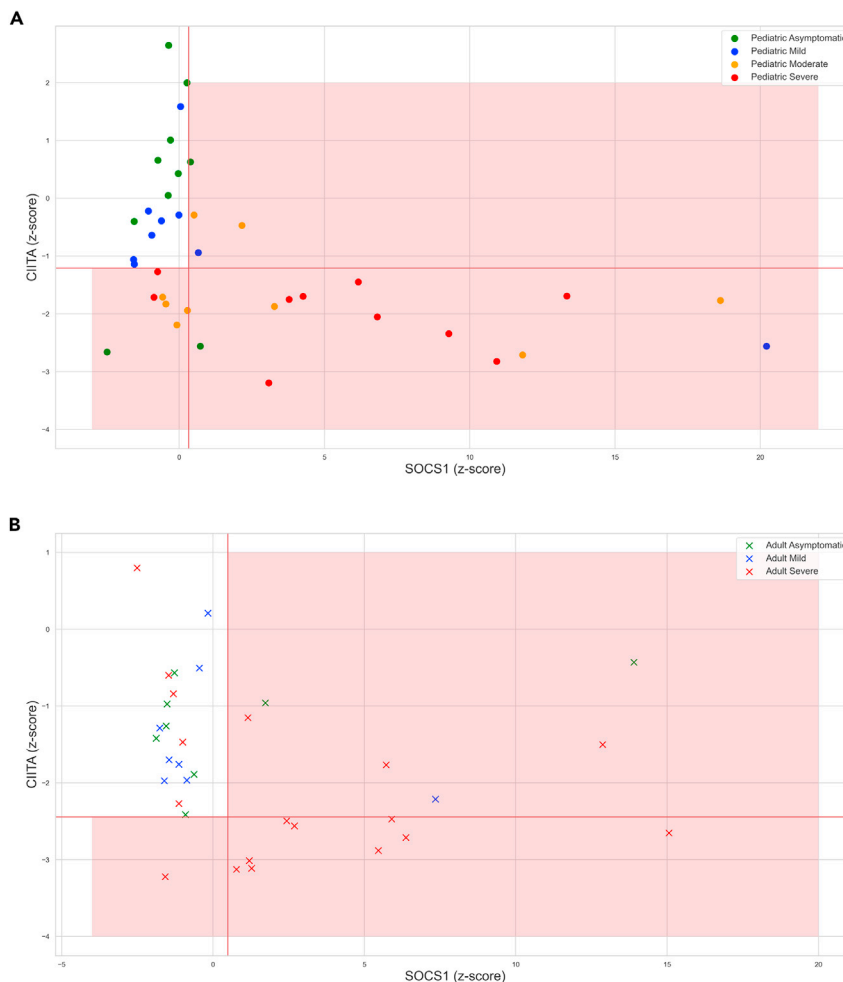 A
Pediatric Asymptomatic
Pediatric Mild
Pediatric Moderate
Pediatric Severe
2
1
0
−1
−2
−3
−4
CIITA (z-score)
0
5
10
15
20
SOCS1 (z-score)
B
Adult Asymptomatic
Adult Mild
Adult Severe
1
0
−1
−2
−3
−4
CIITA (z-score)
−5
0
5
10
15
20
SOCS1 (z-score)